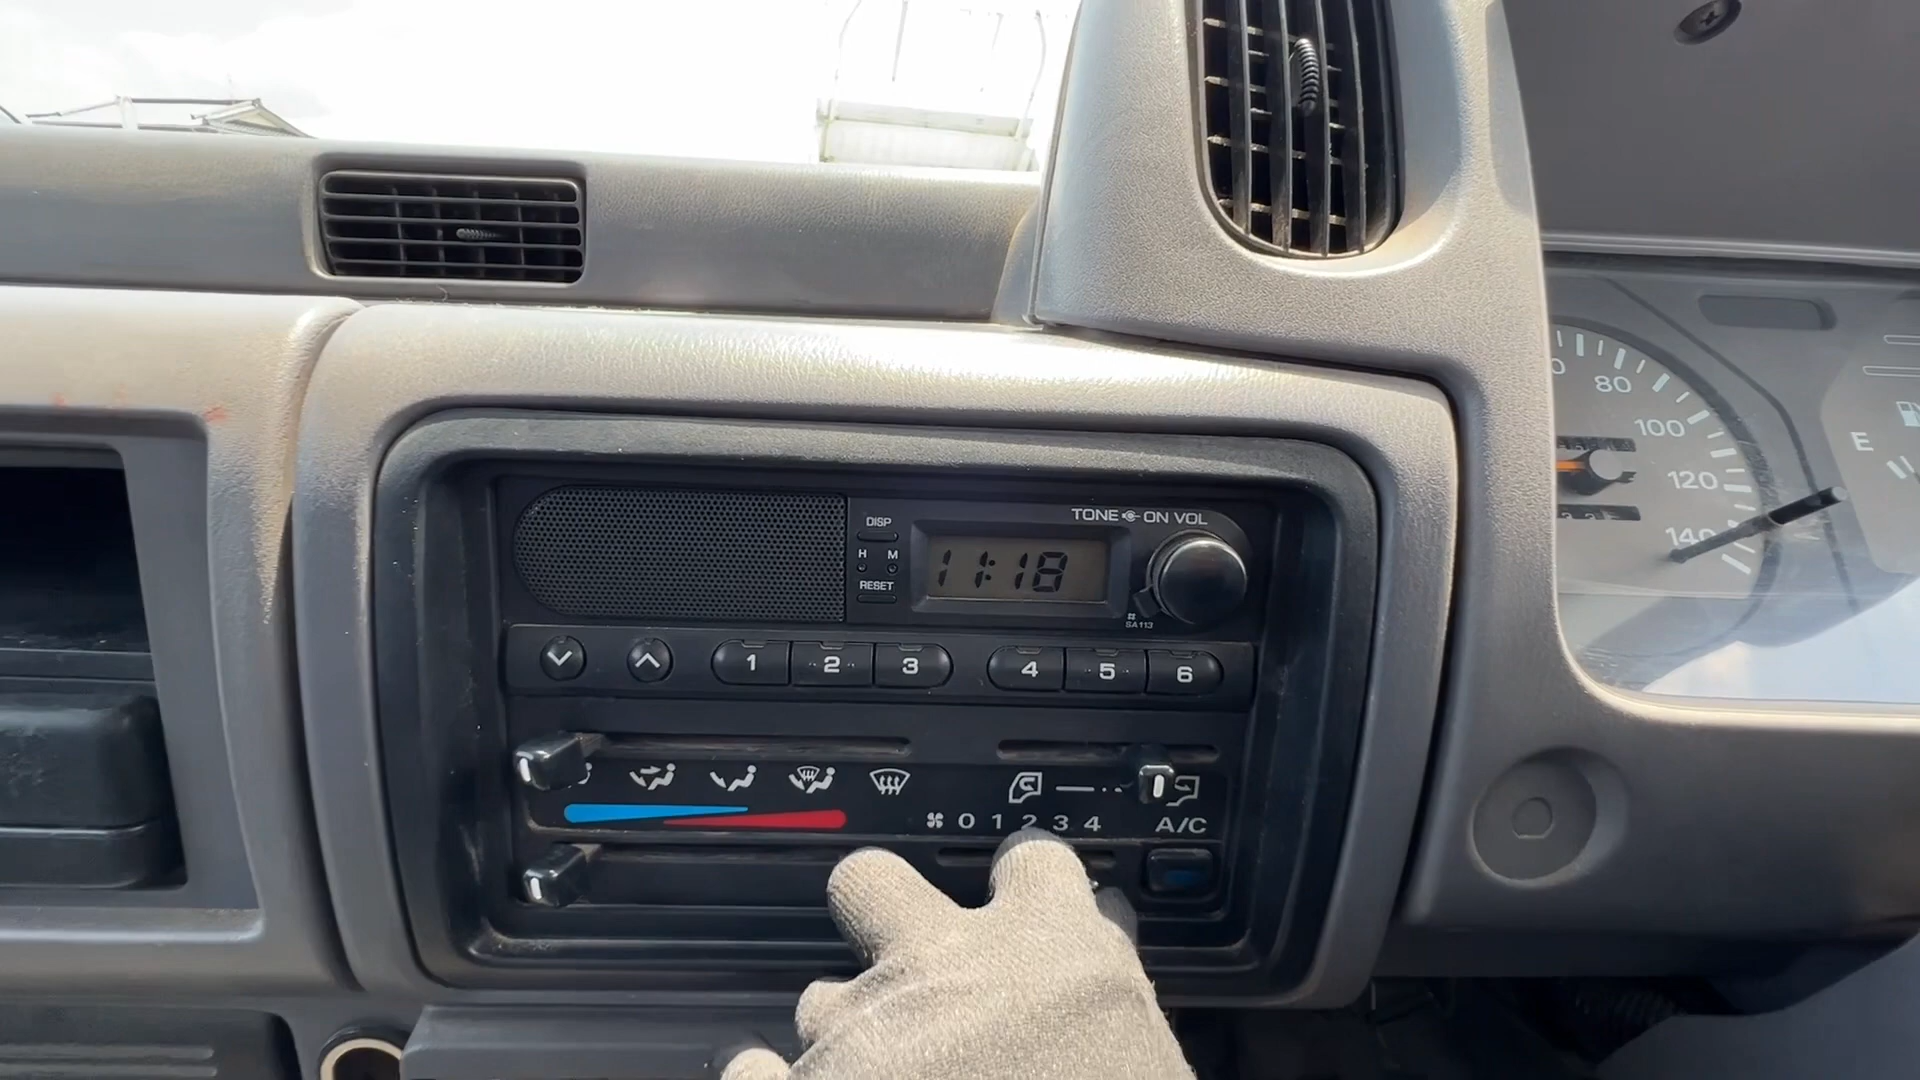 TONE ON VOL
DISP
H M
RESET
11:18
SA113
1 2 3 4 5 6
0 1 2 3 4
A/C
80
100
120
140
E